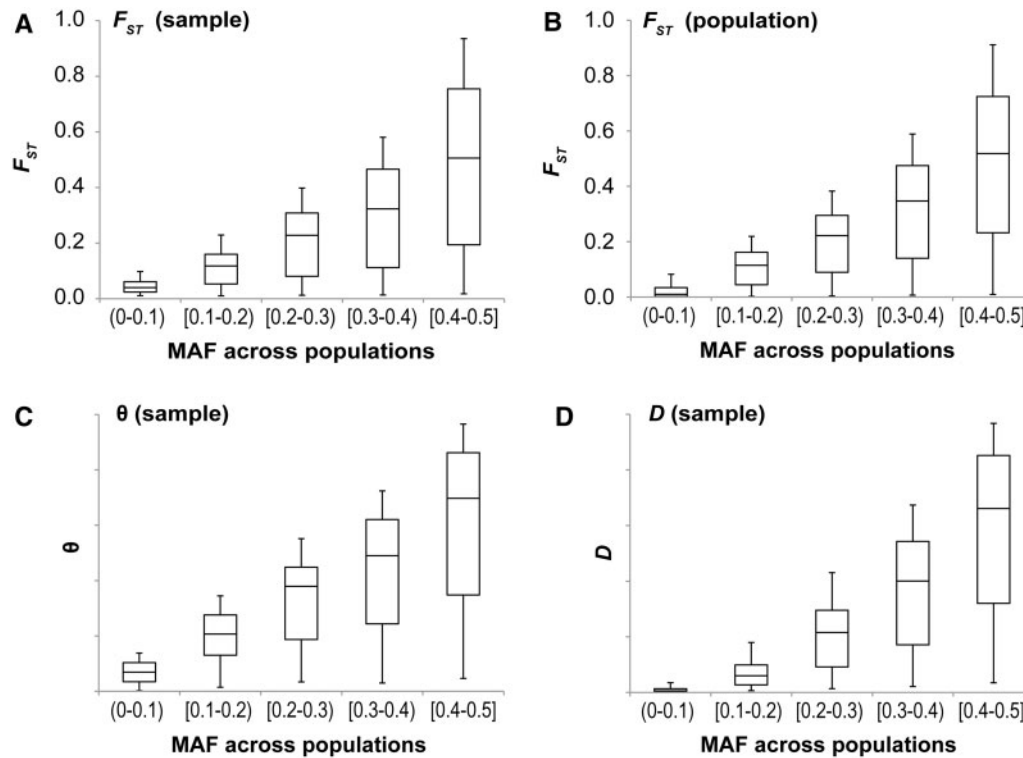 A
F_ST (sample)
1.0
0.8
0.6
0.4
0.2
0.0
F_ST
(0-0.1) [0.1-0.2) [0.2-0.3) [0.3-0.4) [0.4-0.5]
MAF across populations
B
F_ST (population)
1.0
0.8
0.6
0.4
0.2
0.0
F_ST
(0-0.1) [0.1-0.2) [0.2-0.3) [0.3-0.4) [0.4-0.5]
MAF across populations
C
θ (sample)
θ
(0-0.1) [0.1-0.2) [0.2-0.3) [0.3-0.4) [0.4-0.5]
MAF across populations
D
D (sample)
D
(0-0.1) [0.1-0.2) [0.2-0.3) [0.3-0.4) [0.4-0.5]
MAF across populations